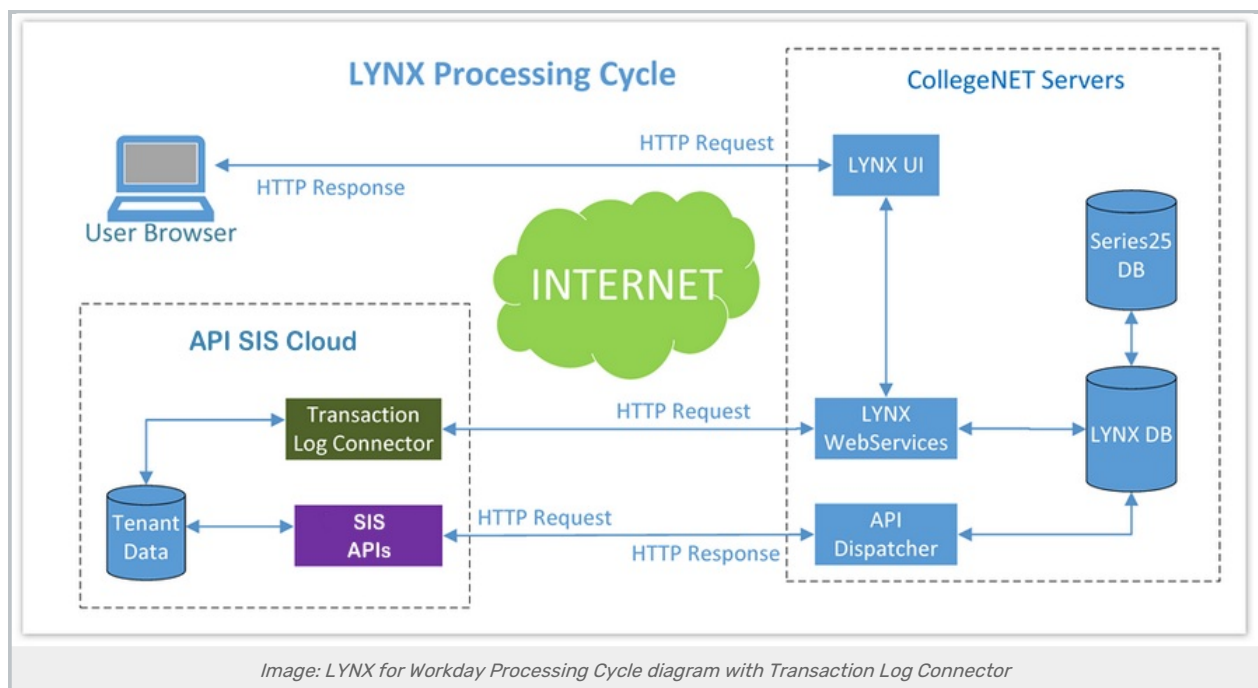 LYNX Processing Cycle
CollegeNET Servers
HTTP Request
LYNX UI
HTTP Response
User Browser
Series25
DB
INTERNET
API SIS Cloud
Transaction
Log Connector
HTTP Request
LYNX
WebServices
LYNX DB
Tenant
Data
SIS
APIs
HTTP Request
HTTP Response
API
Dispatcher
Image: LYNX for Workday Processing Cycle diagram with Transaction Log Connector